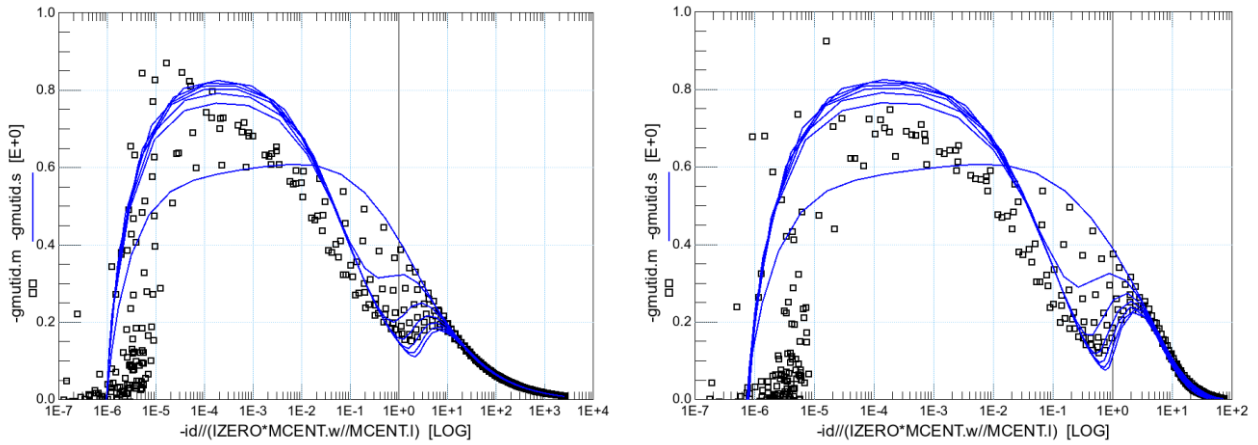 1.0
0.8
0.6
0.4
0.2
0.0
-gmutid.m -gmutid.s [E+0]
1E-7 1E-6 1E-5 1E-4 1E-3 1E-2 1E-1 1E+0 1E+1 1E+2 1E+3 1E+4
-id//(IZERO*MCENT.w//MCENT.l) [LOG]
1.0
0.8
0.6
0.4
0.2
0.0
-gmutid.m -gmutid.s [E+0]
1E-7 1E-6 1E-5 1E-4 1E-3 1E-2 1E-1 1E+0 1E+1 1E+2
-id//(IZERO*MCENT.w//MCENT.l) [LOG]